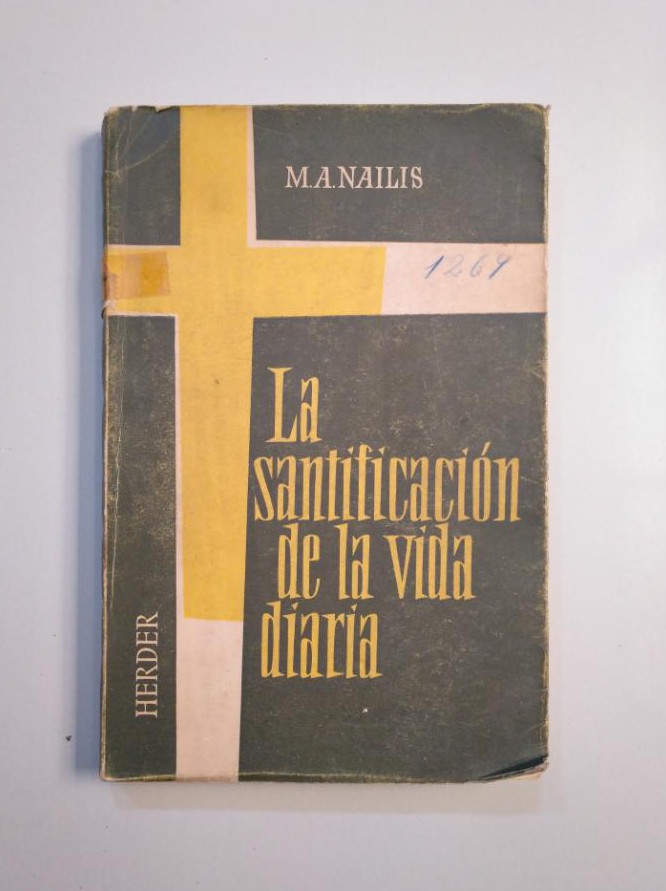 M.A.NAILIS
1269
La
santificación
de la vida
diaria
HERDER